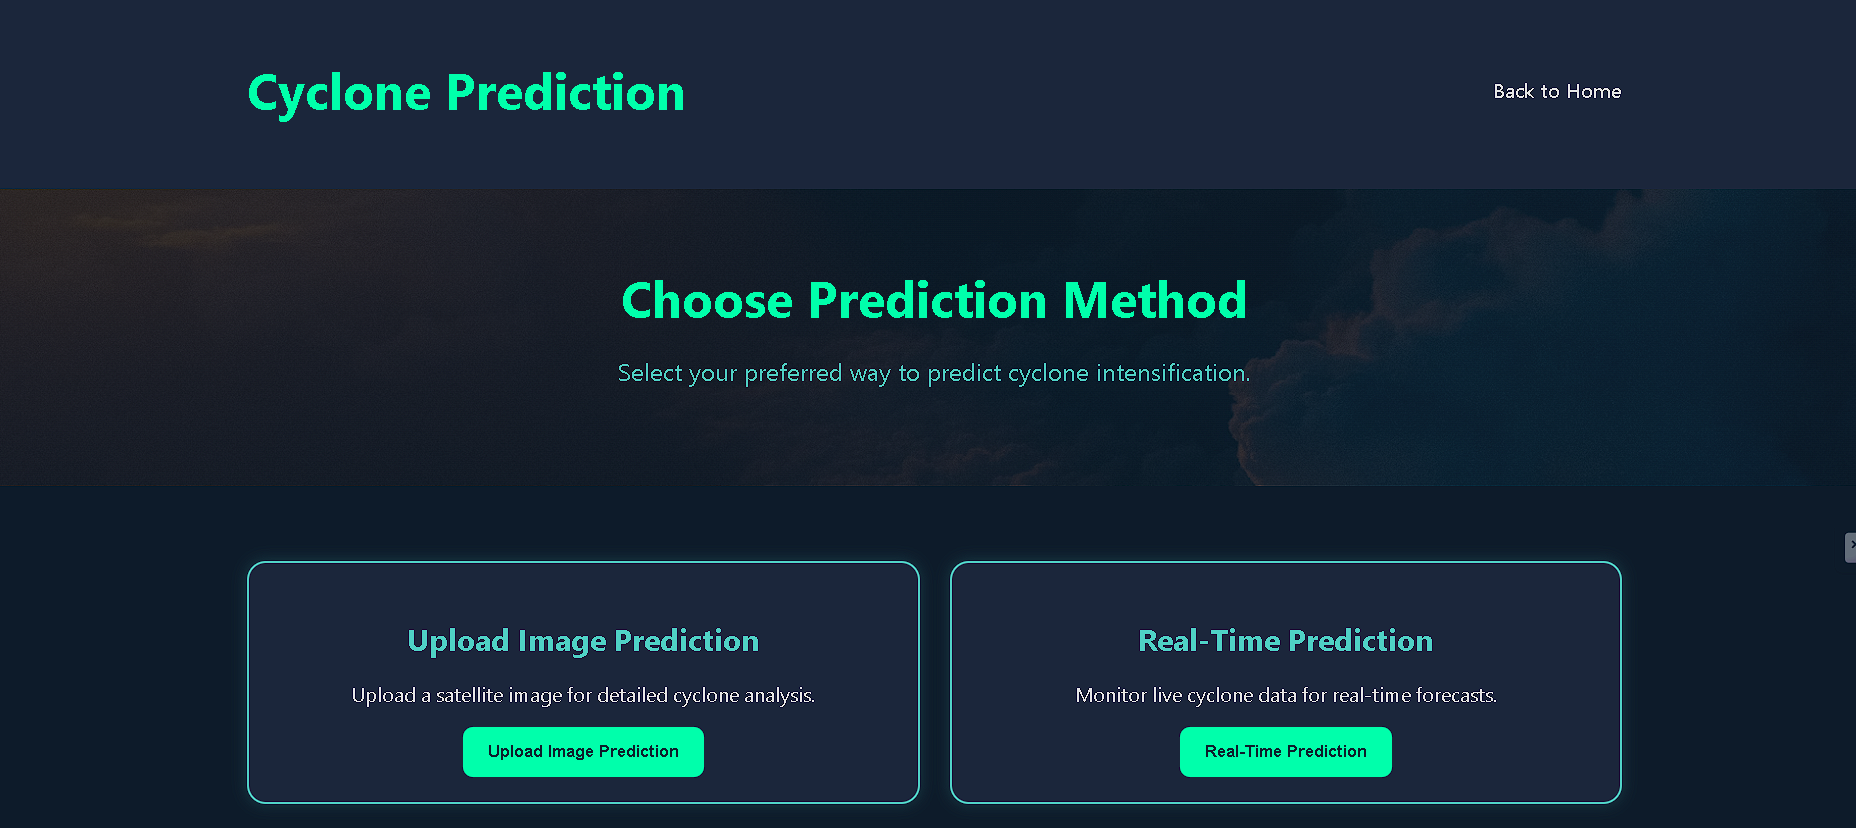 Cyclone Prediction
Back to Home
Choose Prediction Method
Select your preferred way to predict cyclone intensification.
Upload Image Prediction
Upload a satellite image for detailed cyclone analysis.
Upload Image Prediction
Real-Time Prediction
Monitor live cyclone data for real-time forecasts.
Real-Time Prediction